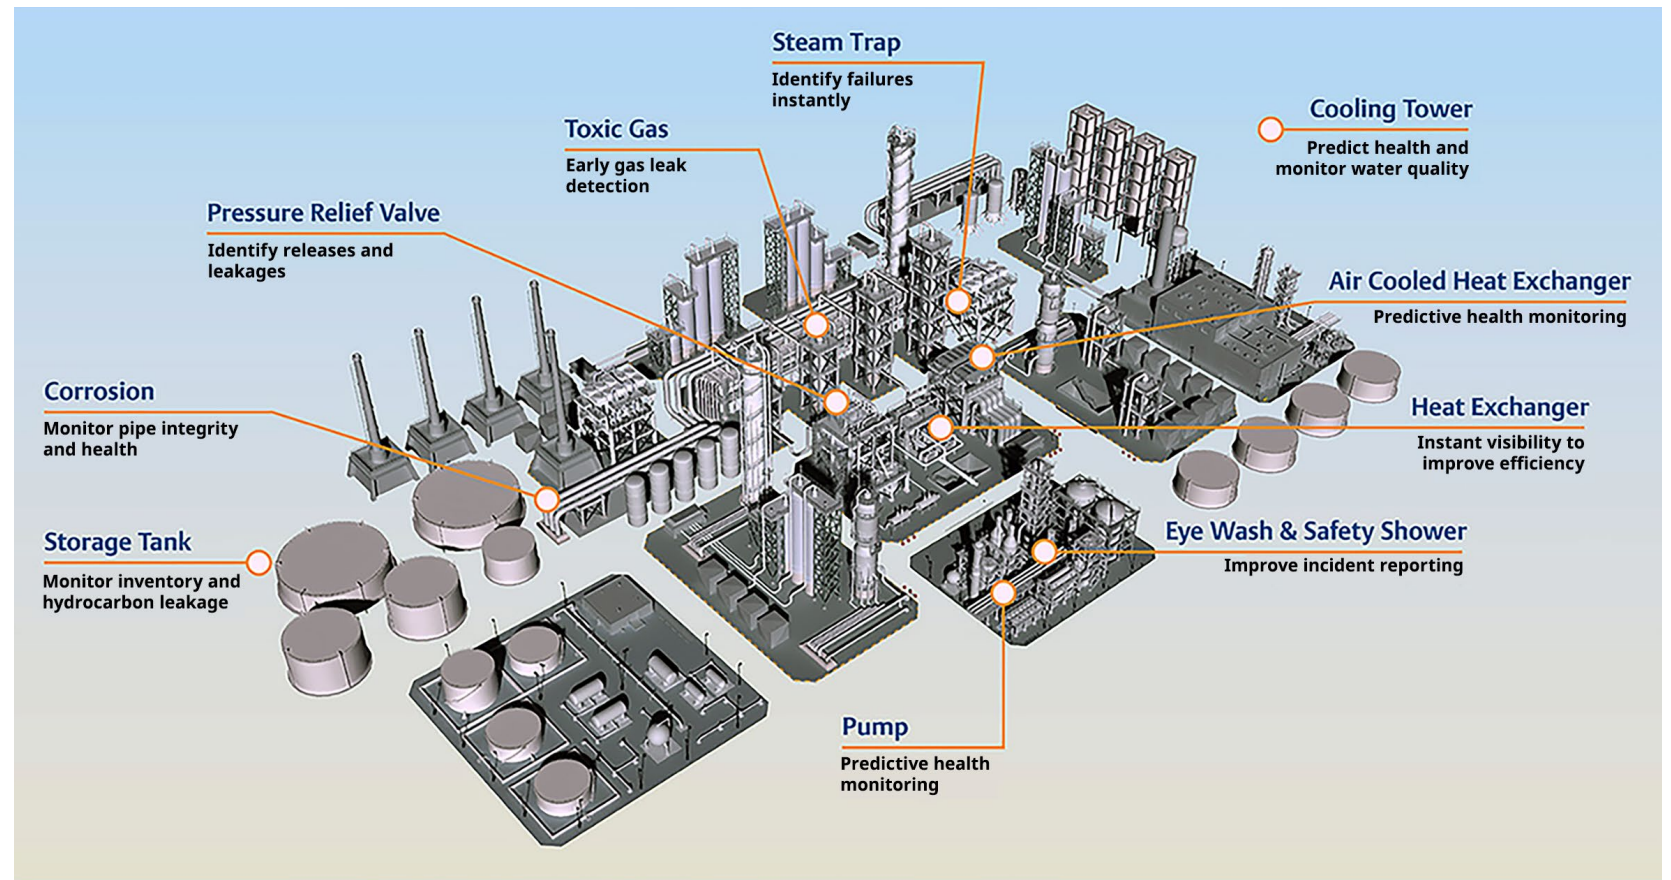 Steam Trap
Identify failures
instantly
Cooling Tower
Predict health and
monitor water quality
Toxic Gas
Early gas leak
detection
Pressure Relief Valve
Identify releases and
leakages
Air Cooled Heat Exchanger
Predictive health monitoring
Corrosion
Monitor pipe integrity
and health
Heat Exchanger
Instant visibility to
improve efficiency
Storage Tank
Monitor inventory and
hydrocarbon leakage
Eye Wash & Safety Shower
Improve incident reporting
Pump
Predictive health
monitoring